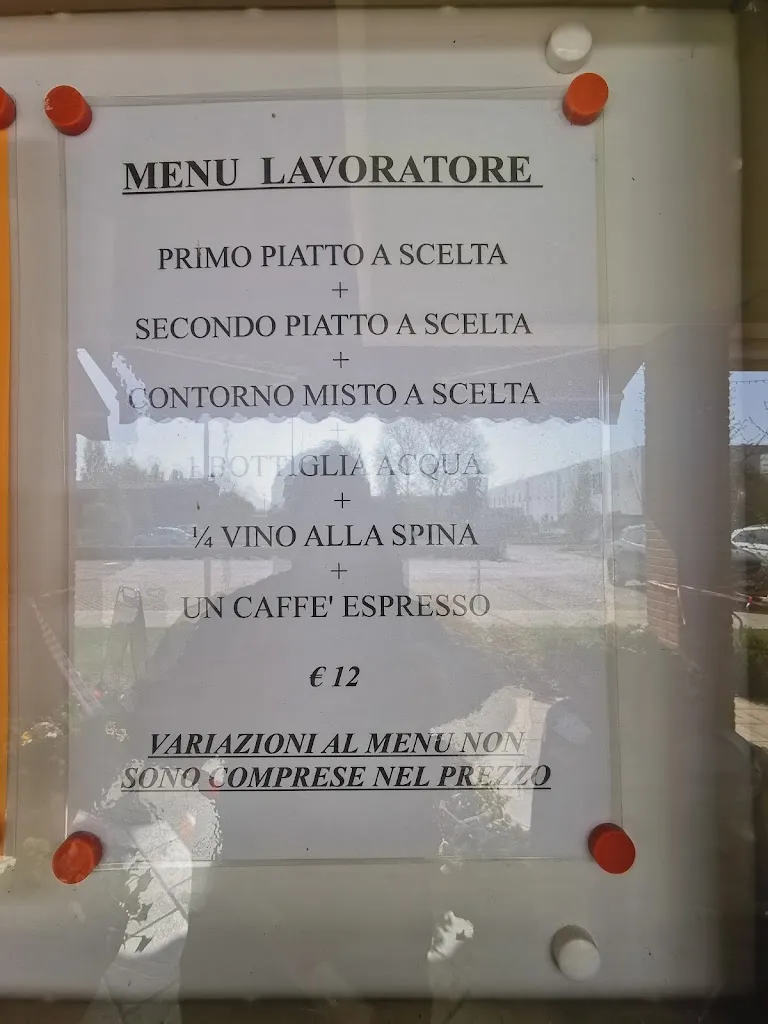 MENU LAVORATORE
PRIMO PIATTO A SCELTA
+
SECONDO PIATTO A SCELTA
+
CONTORNO MISTO A SCELTA
+
1 BOTTIGLIA ACQUA
+
¼ VINO ALLA SPINA
+
UN CAFFE' ESPRESSO
€ 12
VARIAZIONI AL MENU NON
SONO COMPRESE NEL PREZZO